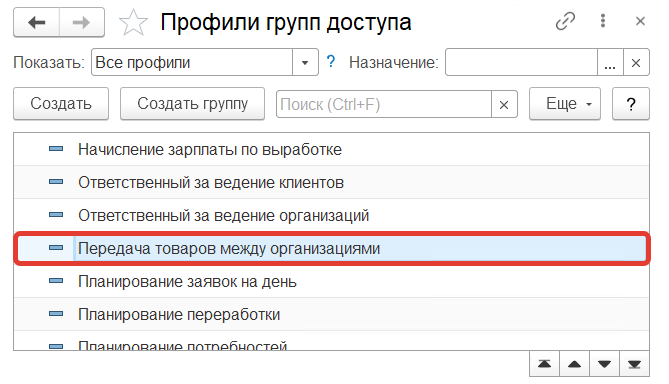 Профили групп доступа
Показать: Все профили ? Назначение: ...
Создать Создать группу Поиск (Ctrl+F) Еще ?
Начисление зарплаты по выработке
Ответственный за ведение клиентов
Ответственный за ведение организаций
Передача товаров между организациями
Планирование заявок на день
Планирование переработки
Планирование потребностей